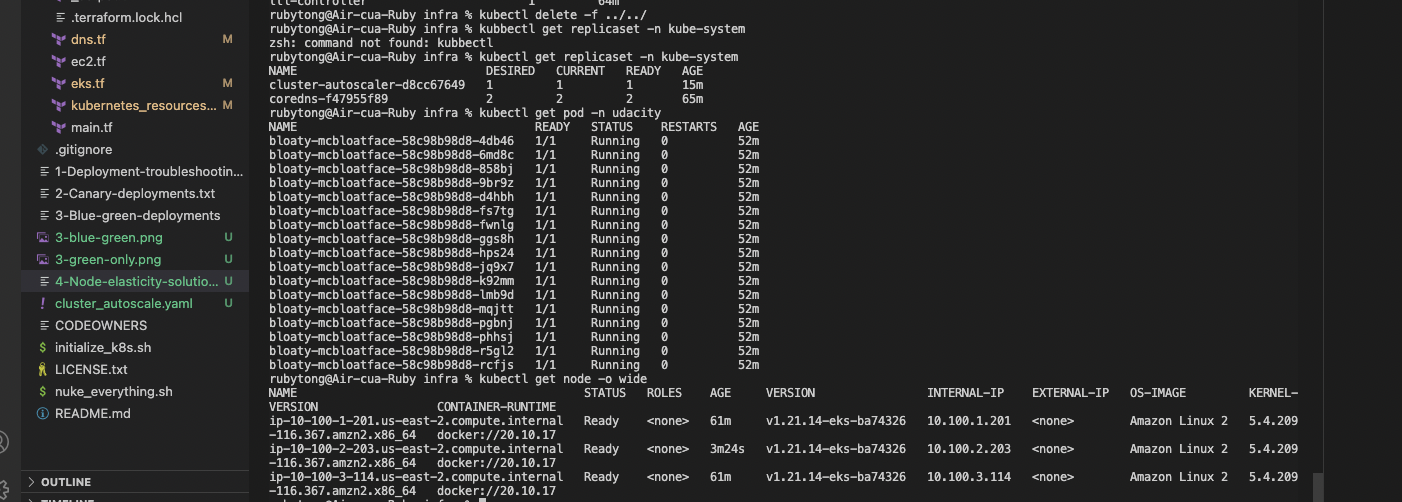 .terraform.lock.hcl
dns.tf M
ec2.tf
eks.tf M
kubernetes_resources... M
main.tf
.gitignore
1-Deployment-troubleshootin...
2-Canary-deployments.txt
3-Blue-green-deployments
3-blue-green.png U
3-green-only.png U
4-Node-elasticity-solutio... U
cluster_autoscale.yaml U
CODEOWNERS
initialize_k8s.sh
LICENSE.txt
nuke_everything.sh
README.md
OUTLINE
TIMELINE
ttl-controller 1 64m
rubytong@Air-cua-Ruby infra % kubectl delete -f ../../
rubytong@Air-cua-Ruby infra % kubbectl get replicaset -n kube-system
zsh: command not found: kubbectl
rubytong@Air-cua-Ruby infra % kubectl get replicaset -n kube-system
NAME DESIRED CURRENT READY AGE
cluster-autoscaler-d8cc67649 1 1 1 15m
coredns-f47955f89 2 2 2 65m
rubytong@Air-cua-Ruby infra % kubectl get pod -n udacity
NAME READY STATUS RESTARTS AGE
bloaty-mcbloatface-58c98b98d8-4db46 1/1 Running 0 52m
bloaty-mcbloatface-58c98b98d8-6md8c 1/1 Running 0 52m
bloaty-mcbloatface-58c98b98d8-858bj 1/1 Running 0 52m
bloaty-mcbloatface-58c98b98d8-9br9z 1/1 Running 0 52m
bloaty-mcbloatface-58c98b98d8-d4hbh 1/1 Running 0 52m
bloaty-mcbloatface-58c98b98d8-fs7tg 1/1 Running 0 52m
bloaty-mcbloatface-58c98b98d8-fwnlg 1/1 Running 0 52m
bloaty-mcbloatface-58c98b98d8-ggs8h 1/1 Running 0 52m
bloaty-mcbloatface-58c98b98d8-hps24 1/1 Running 0 52m
bloaty-mcbloatface-58c98b98d8-jq9x7 1/1 Running 0 52m
bloaty-mcbloatface-58c98b98d8-k92mm 1/1 Running 0 52m
bloaty-mcbloatface-58c98b98d8-lmb9d 1/1 Running 0 52m
bloaty-mcbloatface-58c98b98d8-mqjtt 1/1 Running 0 52m
bloaty-mcbloatface-58c98b98d8-pgbnj 1/1 Running 0 52m
bloaty-mcbloatface-58c98b98d8-phhsj 1/1 Running 0 52m
bloaty-mcbloatface-58c98b98d8-r5gl2 1/1 Running 0 52m
bloaty-mcbloatface-58c98b98d8-rcfjs 1/1 Running 0 52m
rubytong@Air-cua-Ruby infra % kubectl get node -o wide
NAME STATUS ROLES AGE VERSION INTERNAL-IP EXTERNAL-IP OS-IMAGE KERNEL-
VERSION CONTAINER-RUNTIME
ip-10-100-1-201.us-east-2.compute.internal Ready <none> 61m v1.21.14-eks-ba74326 10.100.1.201 <none> Amazon Linux 2 5.4.209
-116.367.amzn2.x86_64 docker://20.10.17
ip-10-100-2-203.us-east-2.compute.internal Ready <none> 3m24s v1.21.14-eks-ba74326 10.100.2.203 <none> Amazon Linux 2 5.4.209
-116.367.amzn2.x86_64 docker://20.10.17
ip-10-100-3-114.us-east-2.compute.internal Ready <none> 61m v1.21.14-eks-ba74326 10.100.3.114 <none> Amazon Linux 2 5.4.209
-116.367.amzn2.x86_64 docker://20.10.17